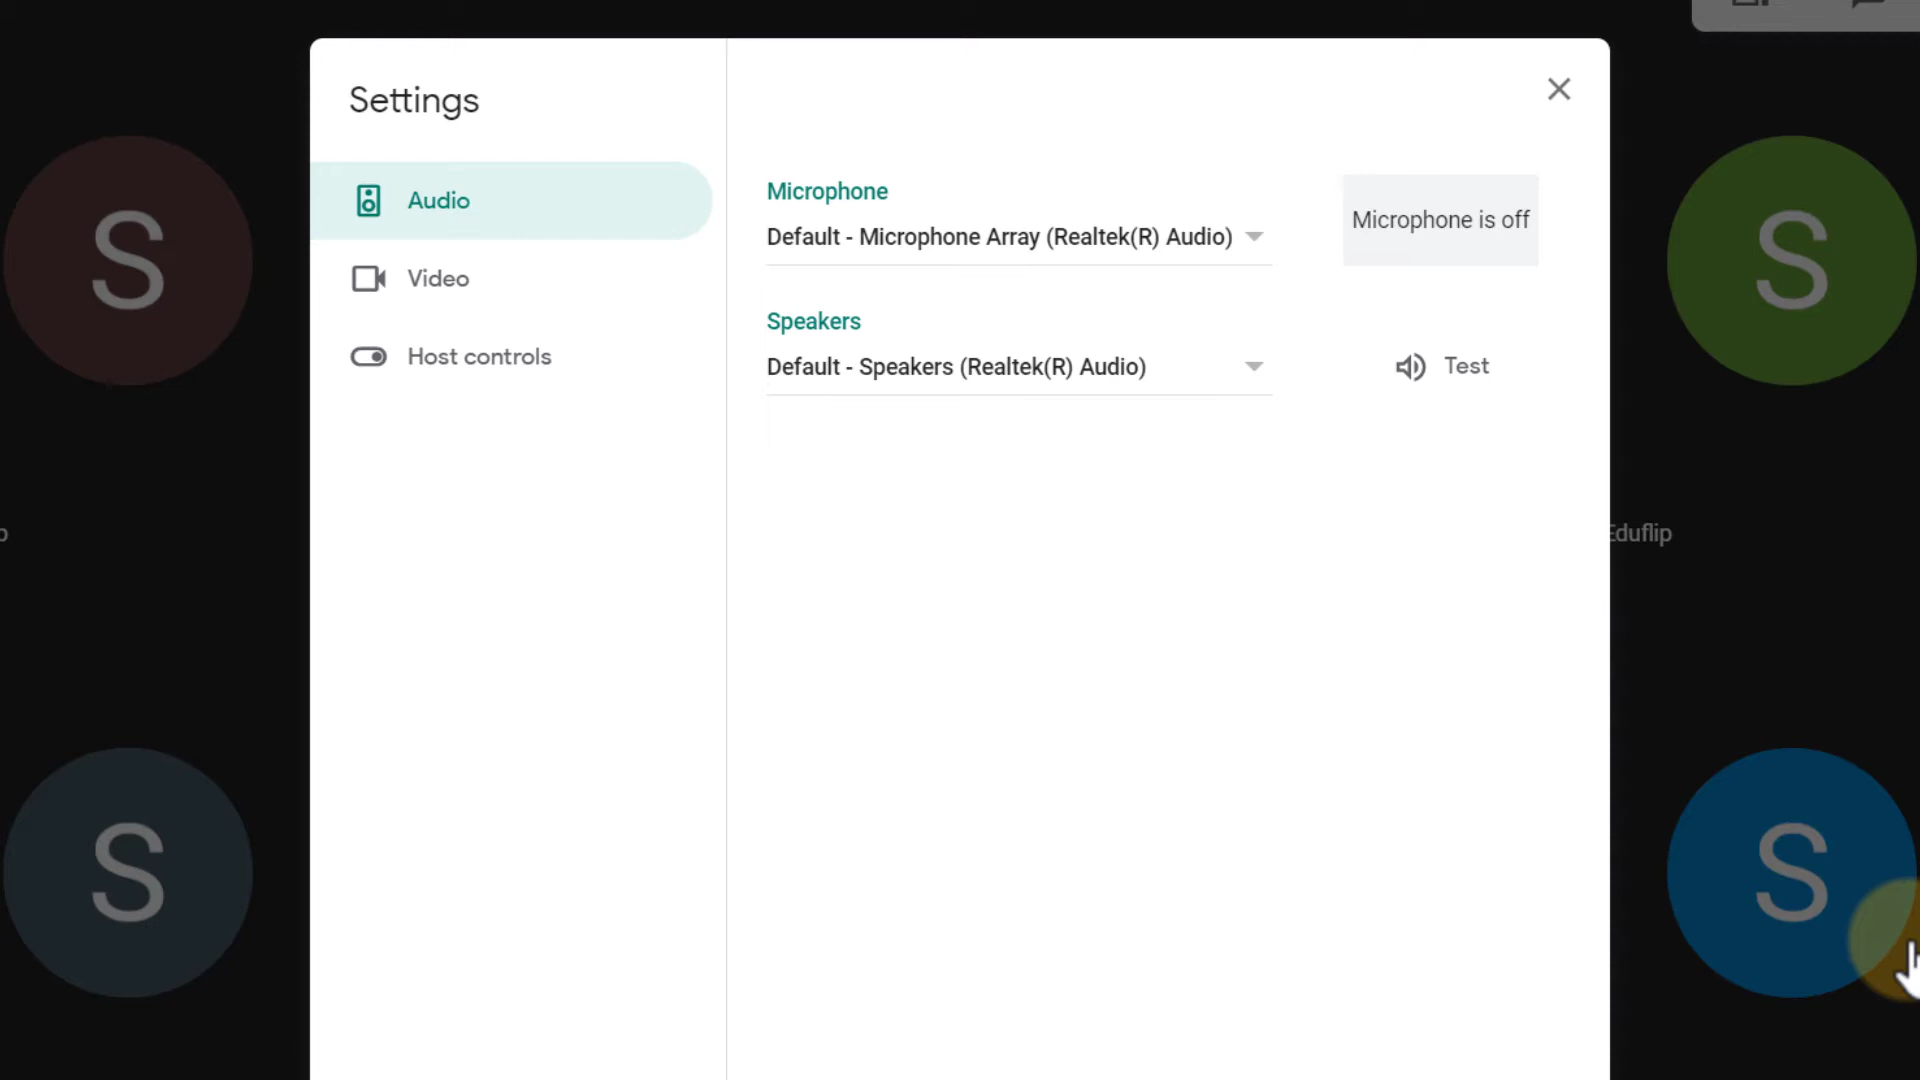 Settings
Audio
Video
Host controls
Microphone
Default - Microphone Array (Realtek(R) Audio)
Microphone is off
Speakers
Default - Speakers (Realtek(R) Audio)
Test
S
S
S
S
Eduflip